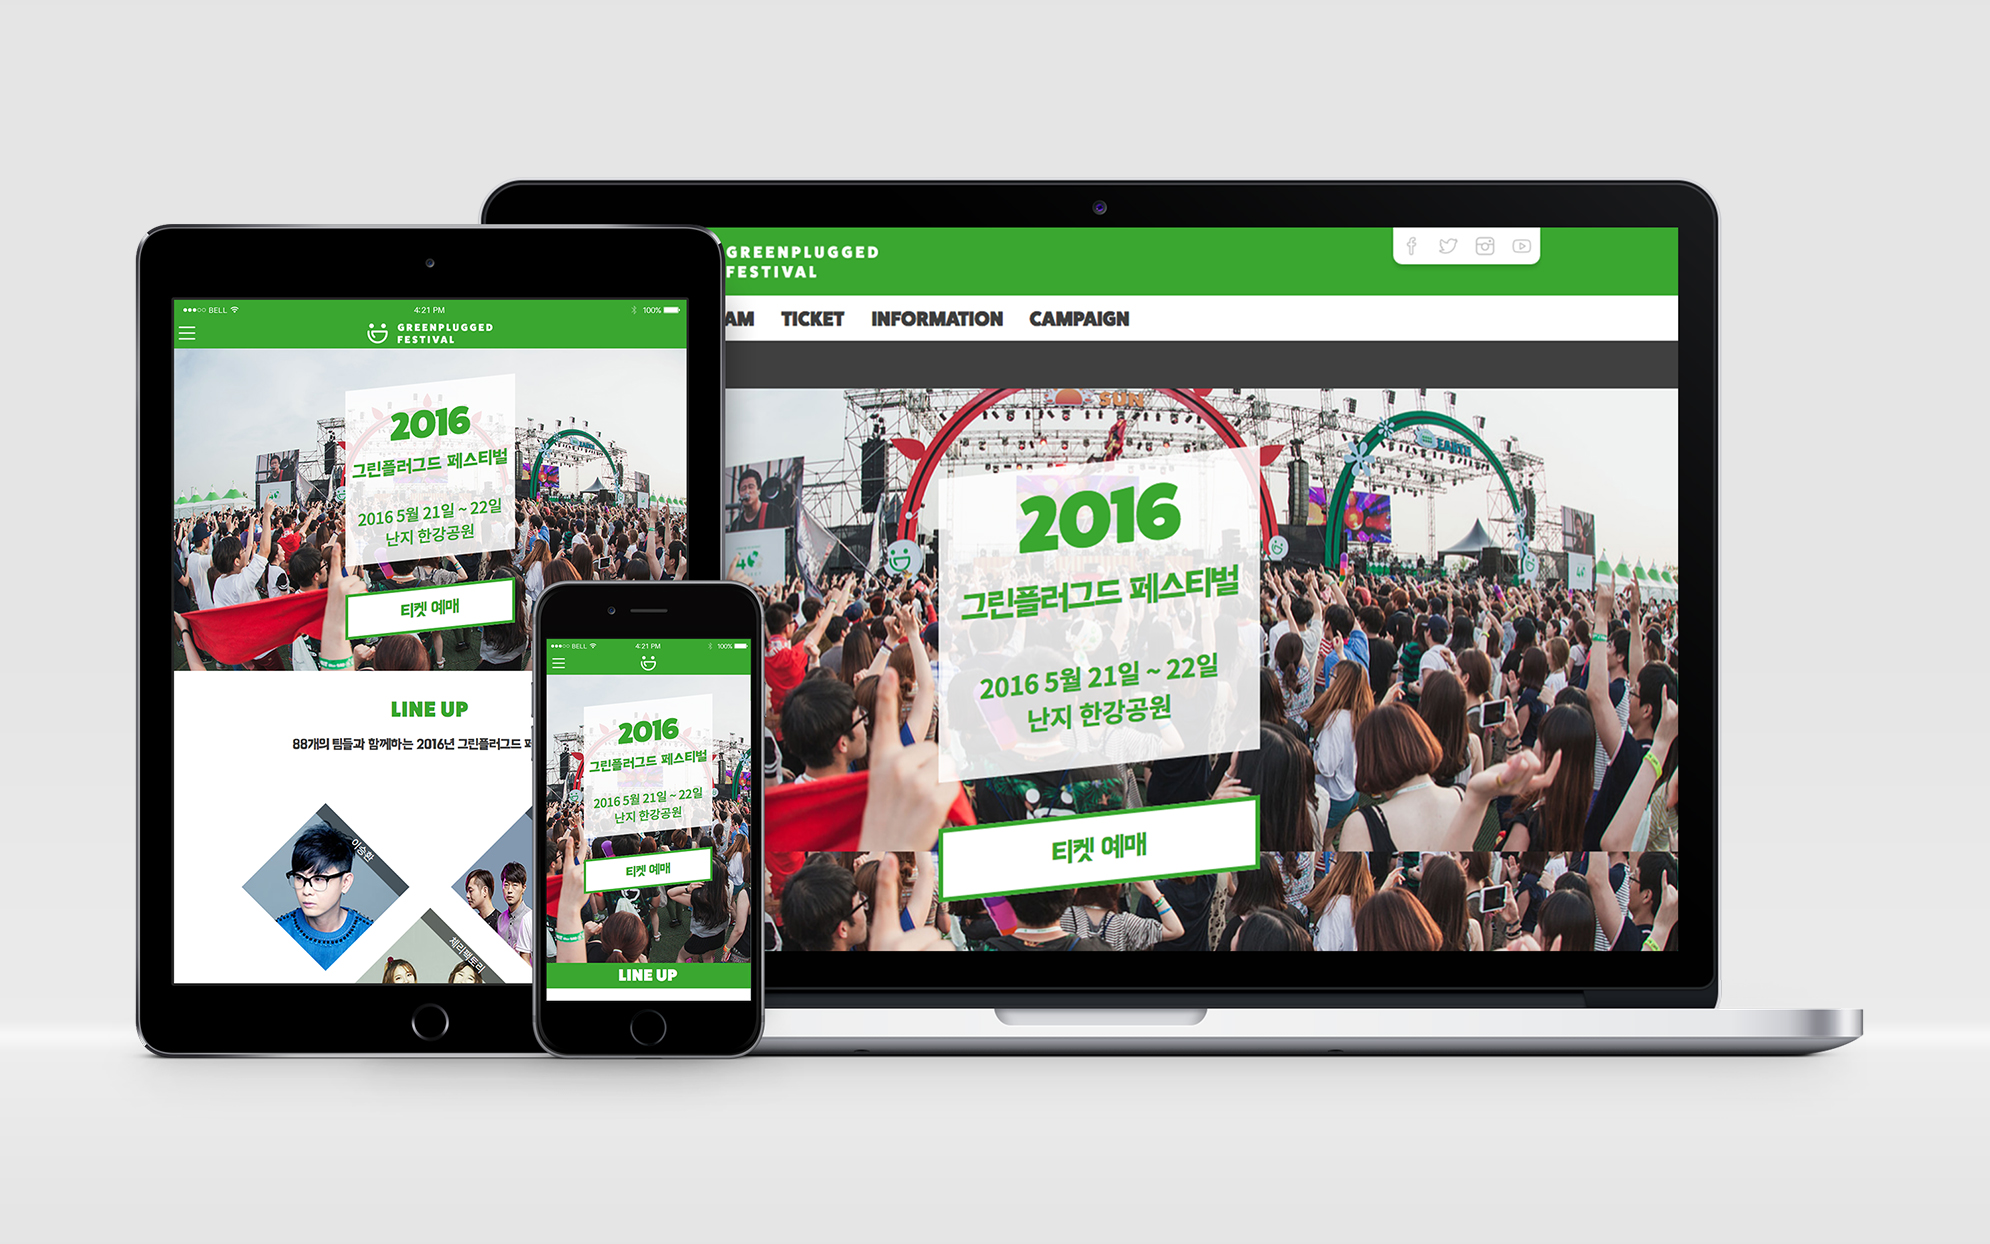 GREENPLUGGED
FESTIVAL
AM TICKET INFORMATION CAMPAIGN
SUN
EARTH
2016
그린플러그드 페스티벌
2016 5월 21일 ~ 22일
난지 한강공원
티켓 예매
BELL 4:21 PM 100%
GREENPLUGGED
FESTIVAL
2016
그린플러그드 페스티벌
2016 5월 21일 ~ 22일
난지 한강공원
티켓 예매
LINE UP
88개의 팀들과 함께하는 2016년 그린플러그드
이승환
체리팩토리
BELL 4:21 PM 100%
2016
그린플러그드 페스티벌
2016 5월 21일 ~ 22일
난지 한강공원
티켓 예매
LINE UP